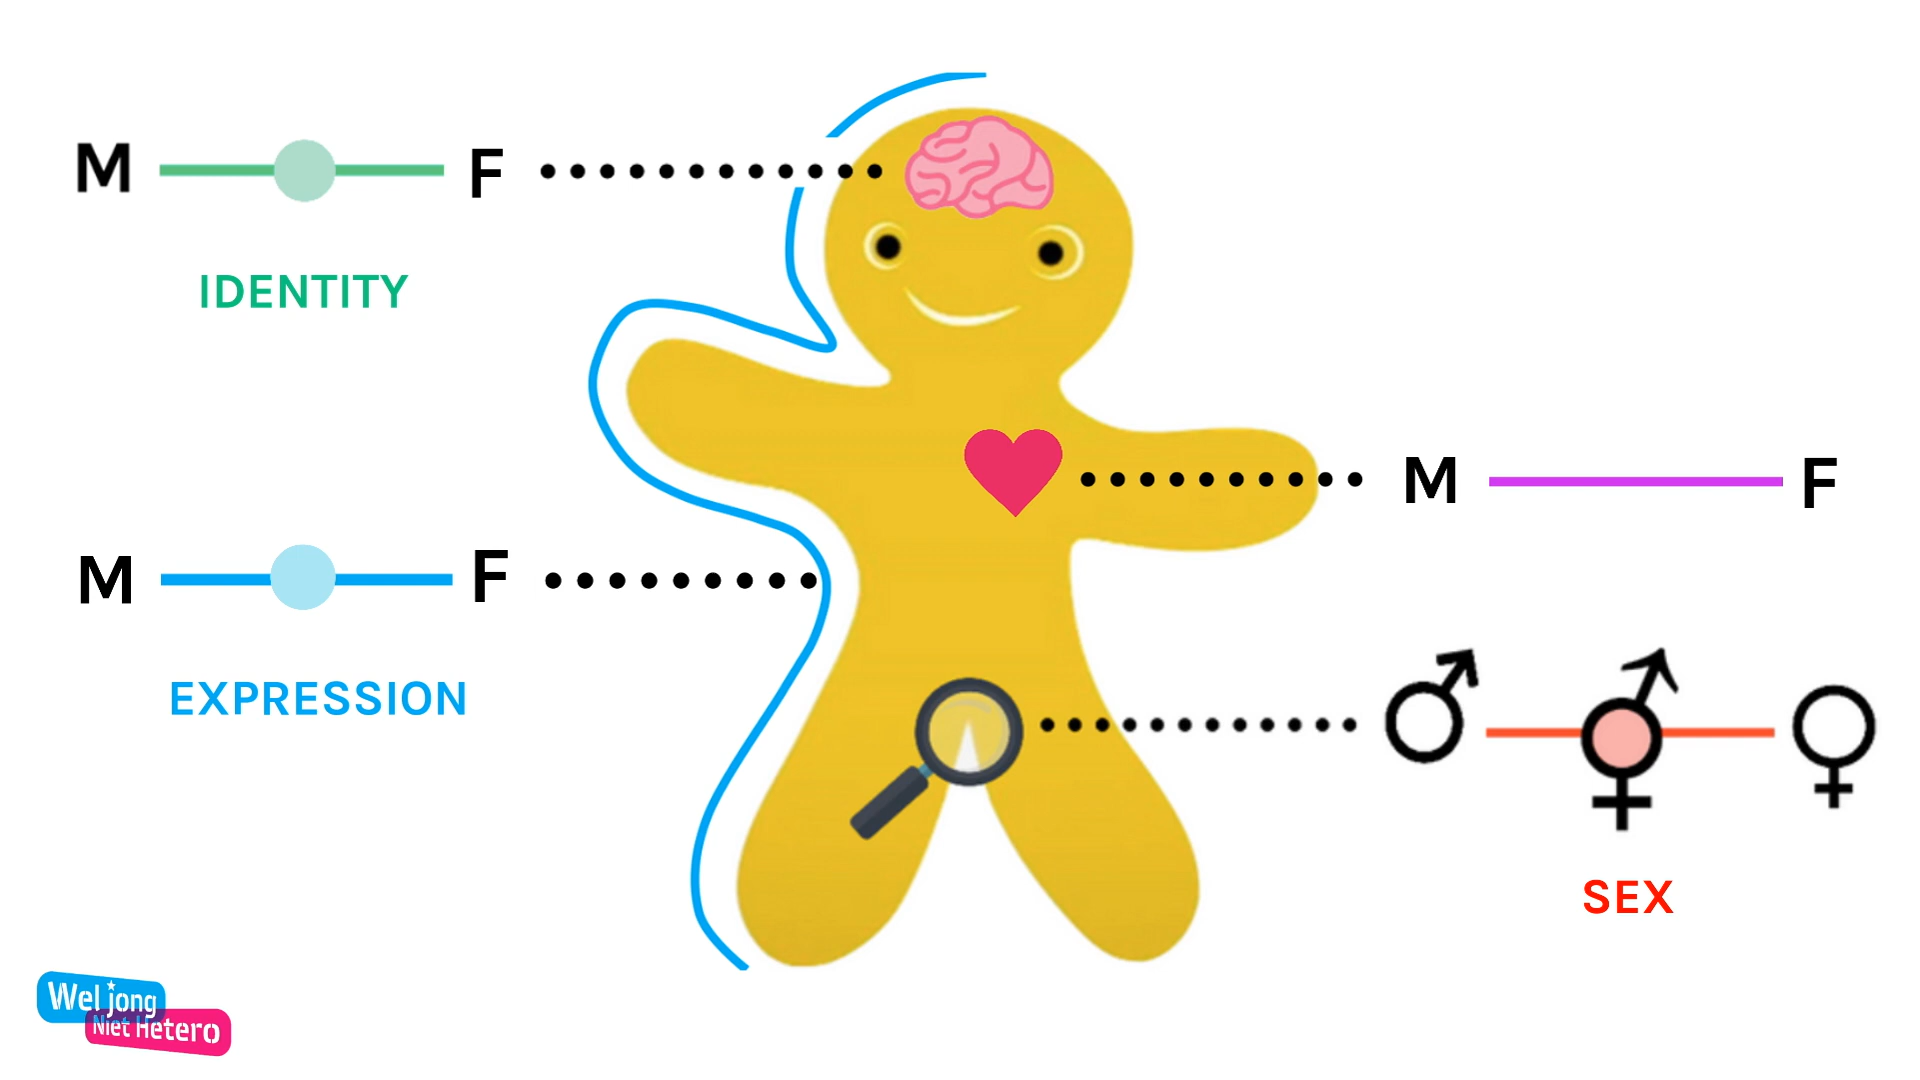 M F
IDENTITY
M F
M F
EXPRESSION
SEX
Wel jong
Niet Hetero